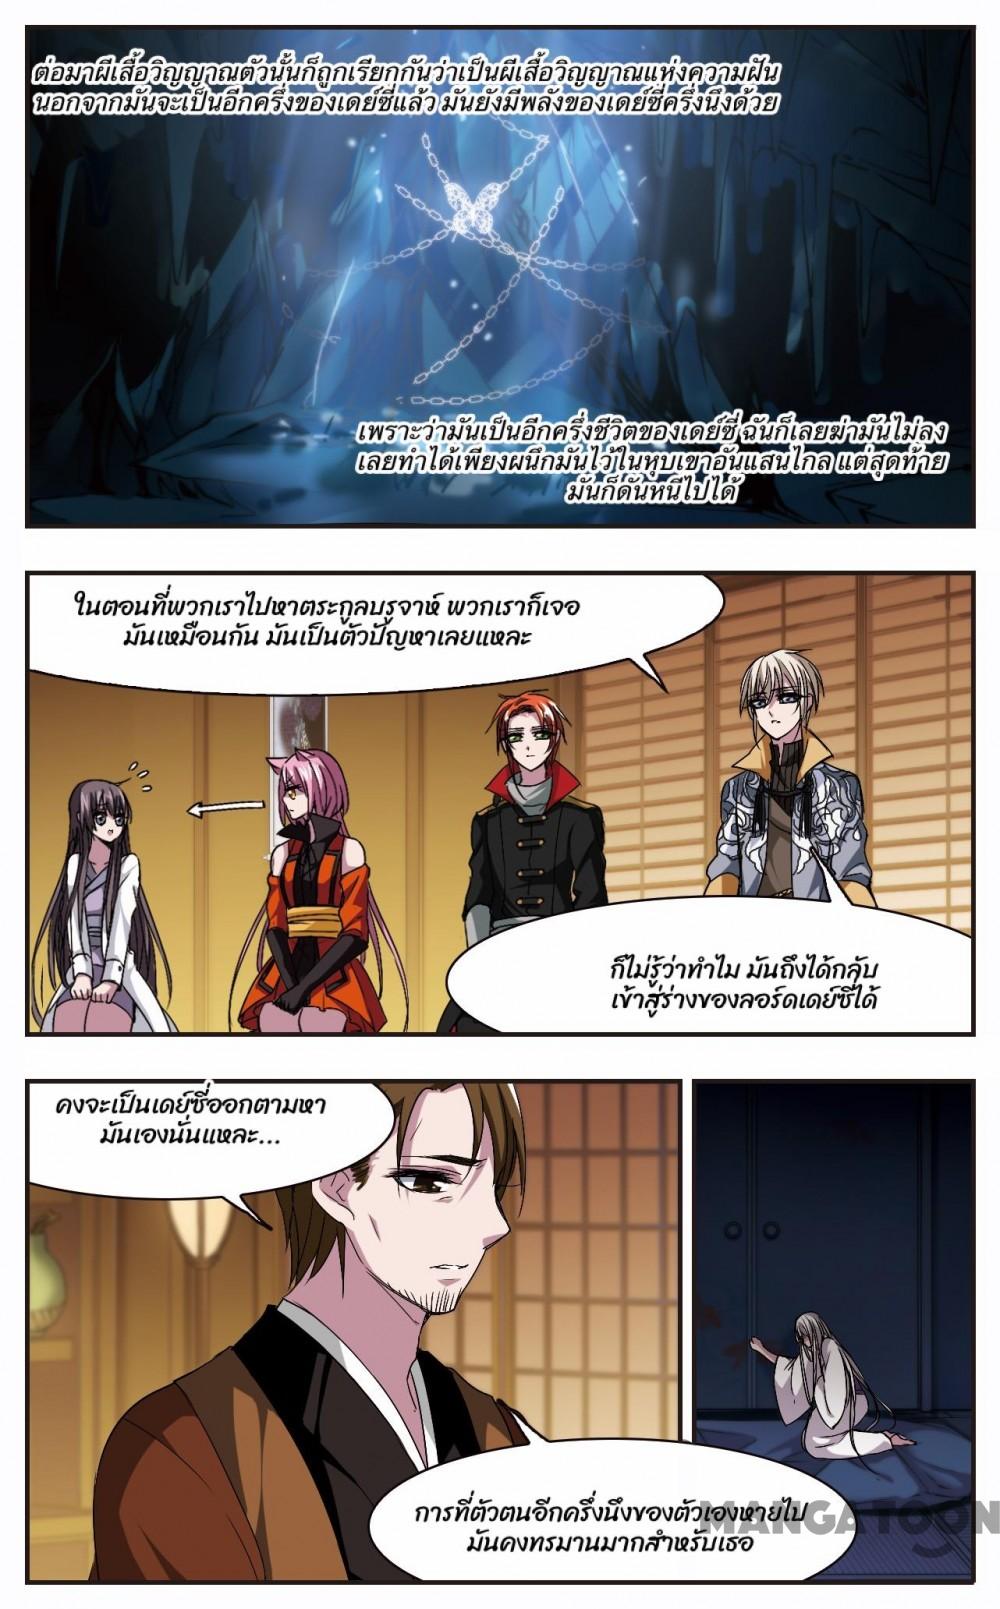 ต่อมาผีเสื้อวิญญาณตัวนั้นก็ถูกเรียกกันว่าเป็นผีเสื้อวิญญาณแห่งความฝัน
นอกจากมันจะเป็นอีกครึ่งของเดย์ซี่แล้ว มันยังมีพลังของเดย์ซี่ครึ่งนึงด้วย
เพราะว่ามันเป็นอีกครึ่งชีวิตของเดย์ซี่ ฉันก็เลยฆ่ามันไม่ลง
เลยทำได้เพียงผนึกมันไว้ในหุบเขาอันแสนไกล แต่สุดท้าย
มันก็ดันหนีไปได้
ในตอนที่พวกเราไปหาตระกูลบรูจาห์ พวกเราก็เจอ
มันเหมือนกัน มันเป็นตัวปัญหาเลยแหละ
ก็ไม่รู้ว่าทำไม มันถึงได้กลับ
เข้าสู่ร่างของลอร์ดเดย์ซี่ได้
คงจะเป็นเดย์ซี่ออกตามหา
มันเองนั่นแหละ...
การที่ตัวตนอีกครึ่งนึงของตัวเองหายไป
มันคงทรมานมากสำหรับเธอ
MANGATOON